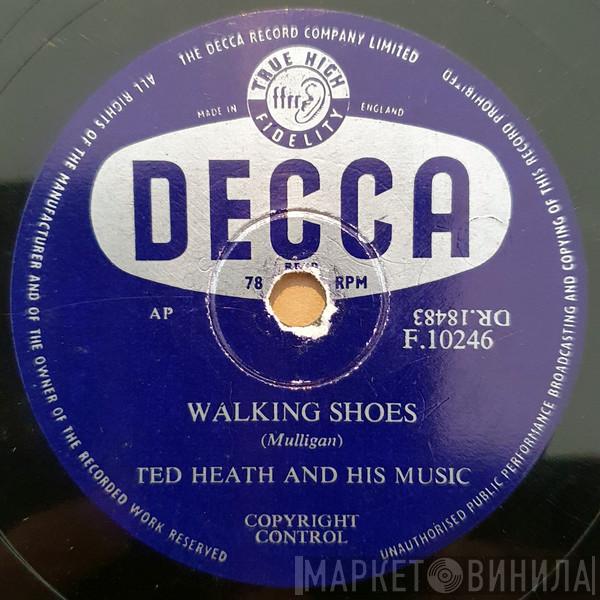 ALL RIGHTS OF THE MANUFACTURER AND OF THE OWNER OF THE RECORDED WORK RESERVED
THE DECCA RECORD COMPANY LIMITED
UNAUTHORISED PUBLIC PERFORMANCE BROADCASTING AND COPYING OF THIS RECORD PROHIBITED
TRUE HIGH
ffrr
FIDELITY
MADE IN ENGLAND
DECCA
78 RPM
AP
DR.18483
F.10246
WALKING SHOES
(Mulligan)
TED HEATH AND HIS MUSIC
COPYRIGHT
CONTROL
МАРКЕТ ВИНИЛА